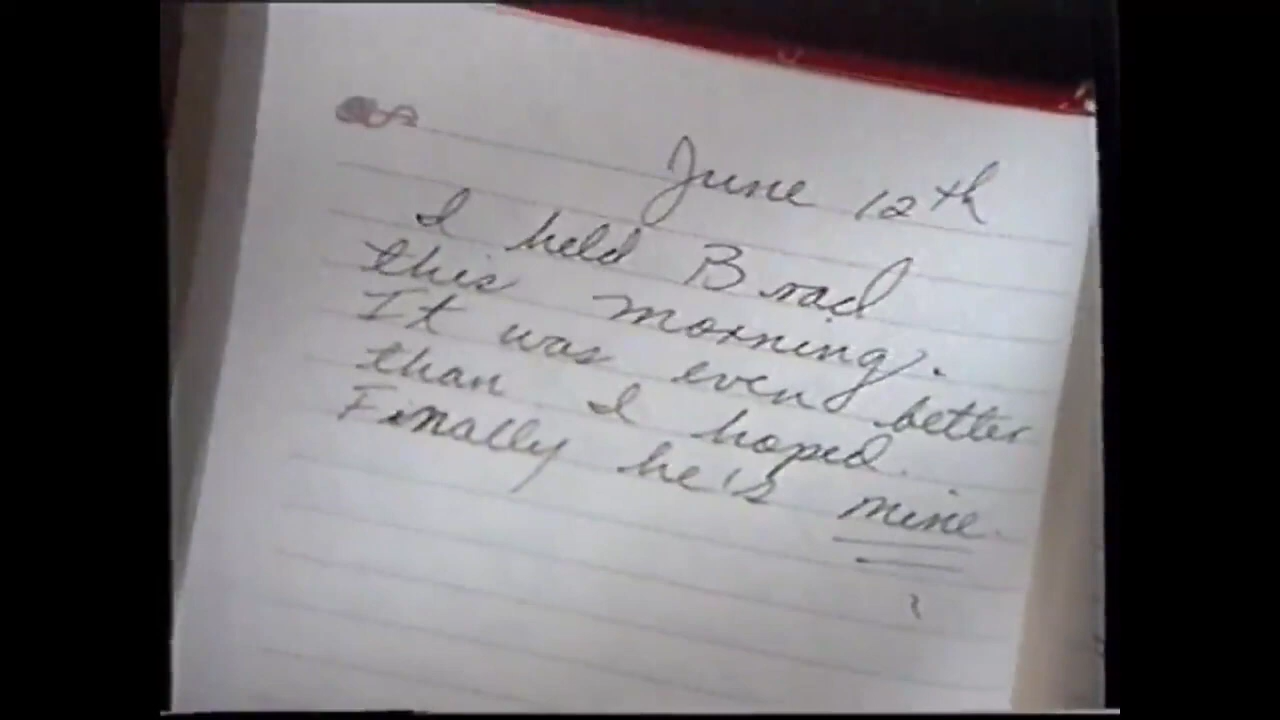 June 12th
I held Brad
this morning.
It was even better
than I hoped.
Finally he's mine.